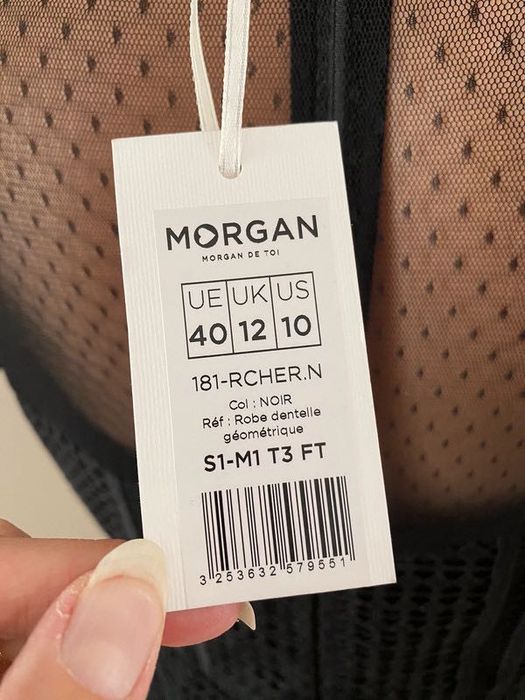 MORGAN
MORGAN DE TOI
UE UK US
40 12 10
181-RCHER.N
Col : NOIR
Réf : Robe dentelle
géométrique
S1-M1 T3 FT
3 253632 579551